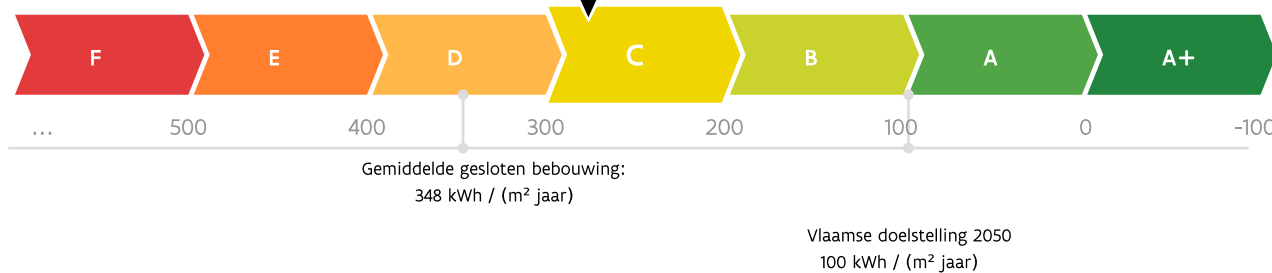 F E D C B A A+
... 500 400 300 200 100 0 -100
Gemiddelde gesloten bebouwing:
348 kWh / (m² jaar)
Vlaamse doelstelling 2050
100 kWh / (m² jaar)